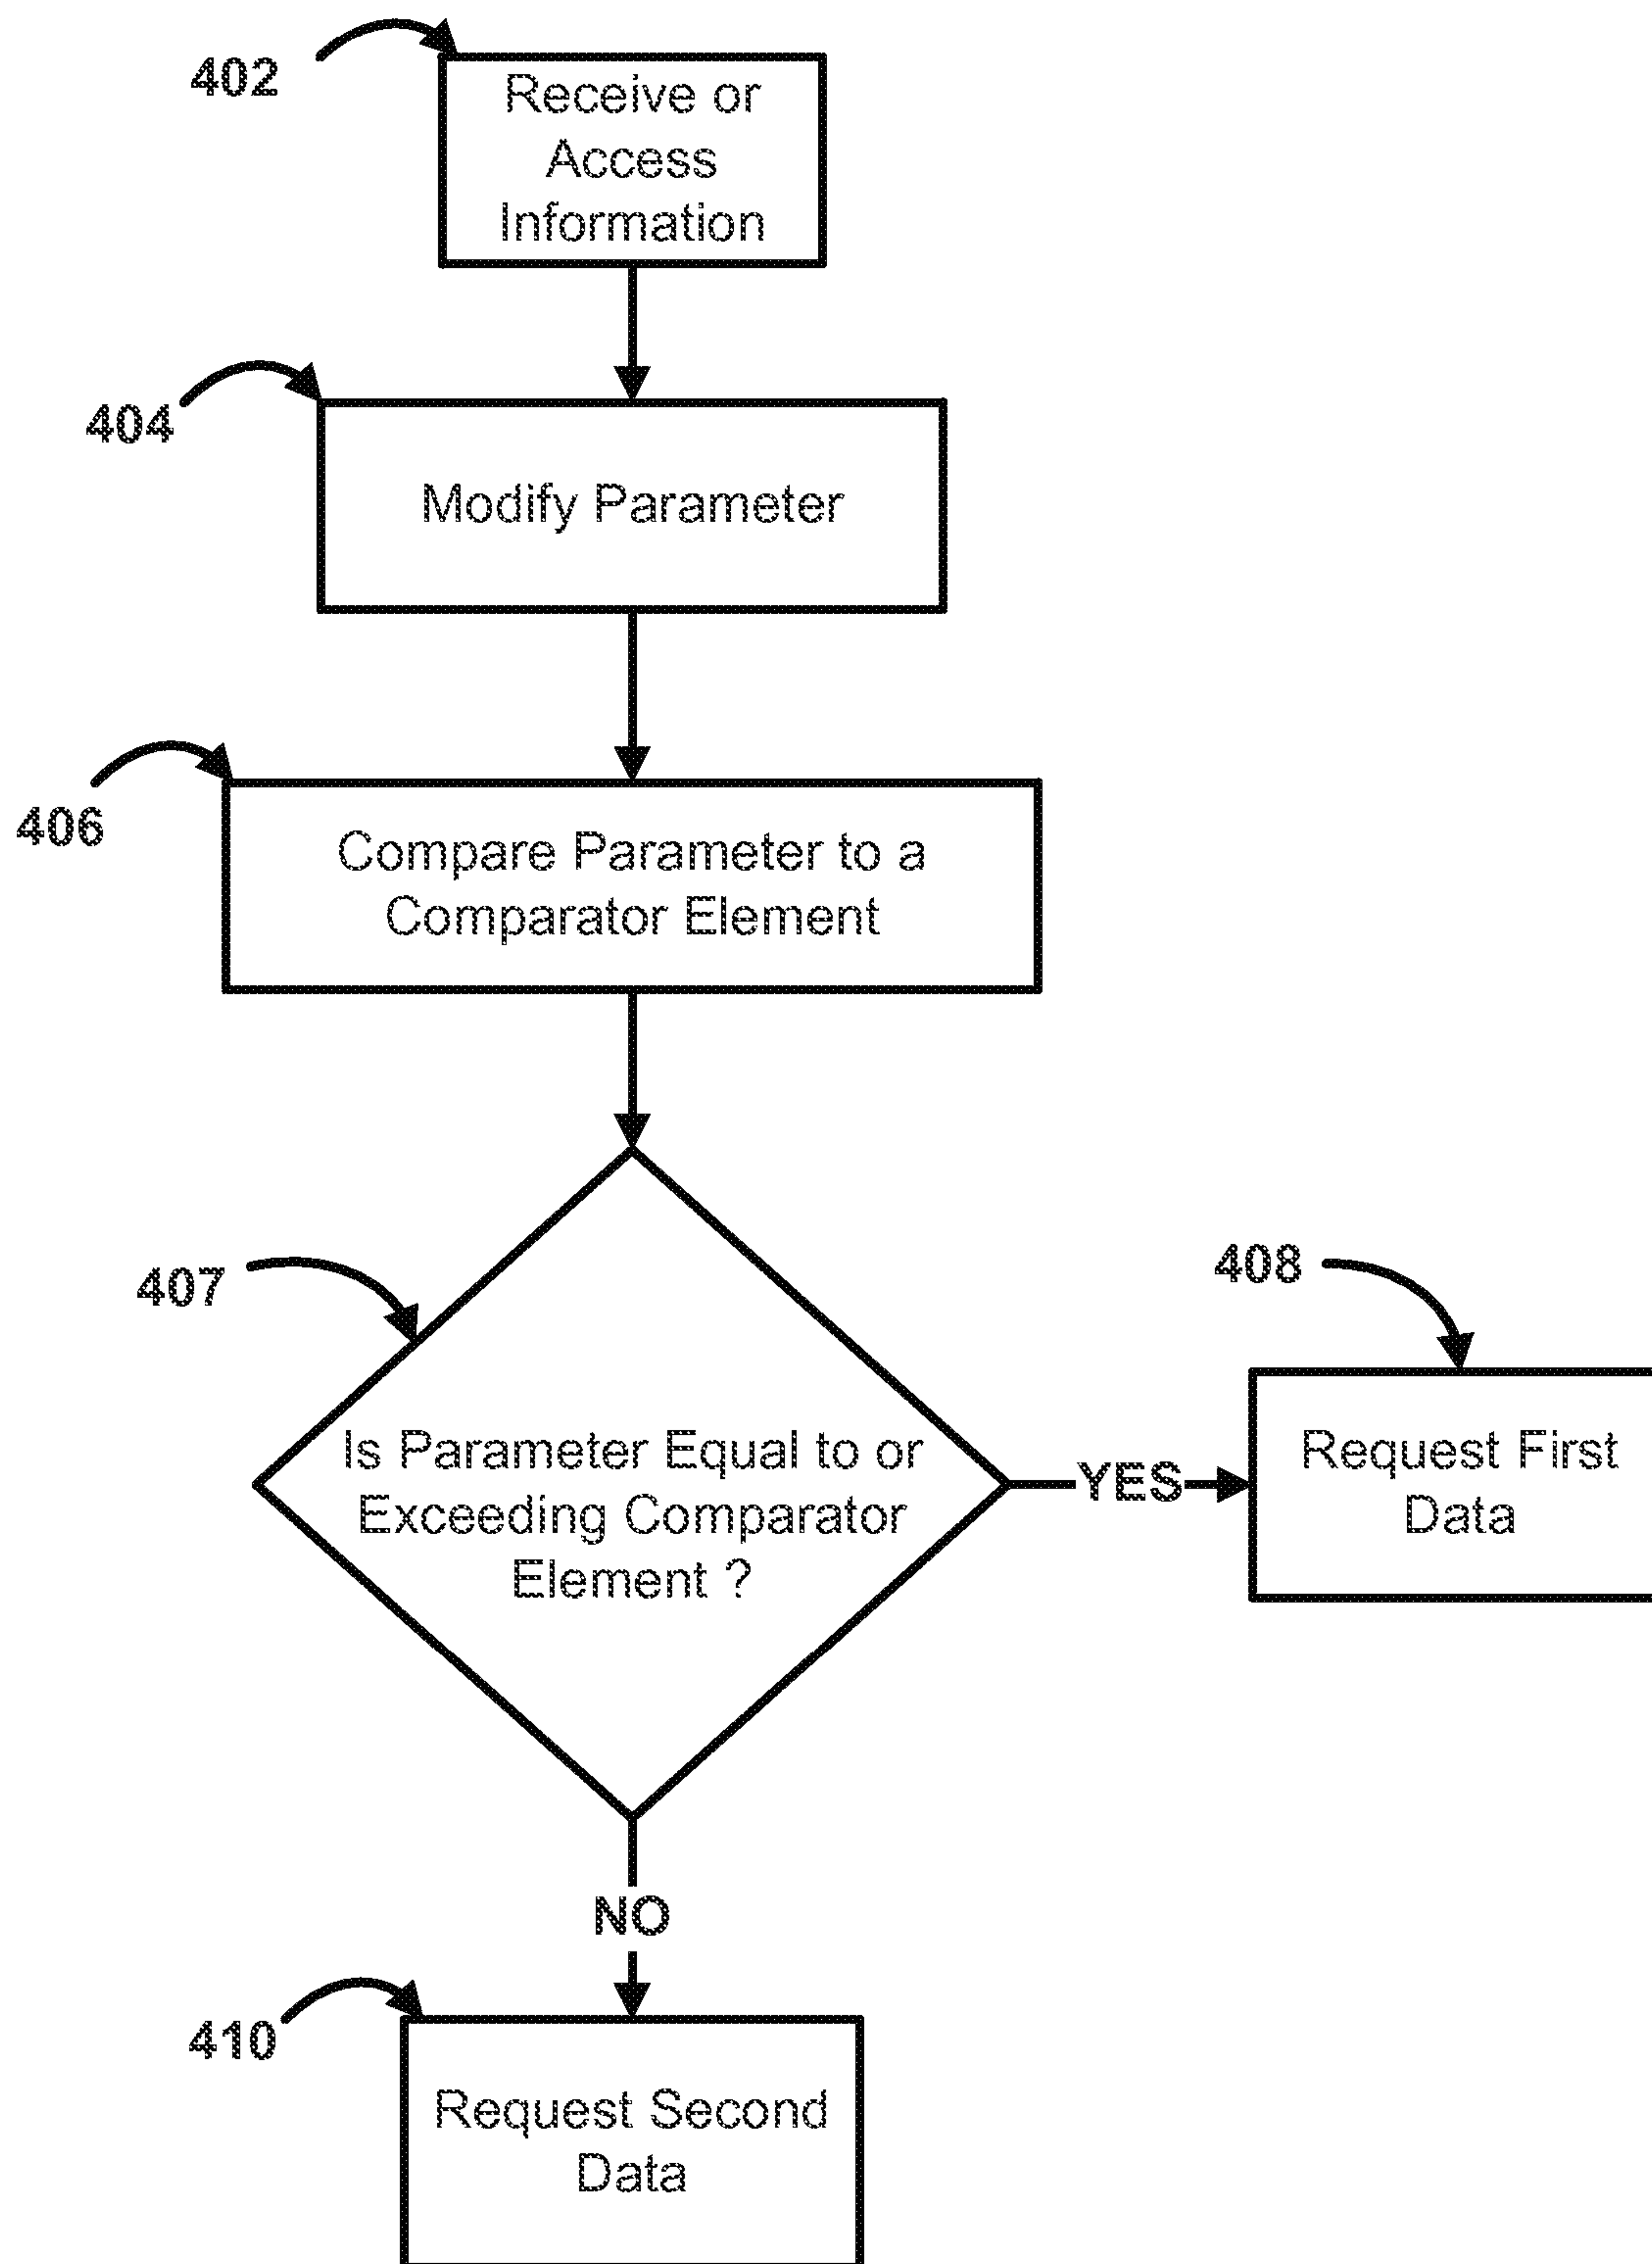 402
Receive or
Access
Information
404
Modify Parameter
406
Compare Parameter to a
Comparator Element
407
Is Parameter Equal to or
Exceeding Comparator
Element ?
YES
408
Request First
Data
NO
410
Request Second
Data